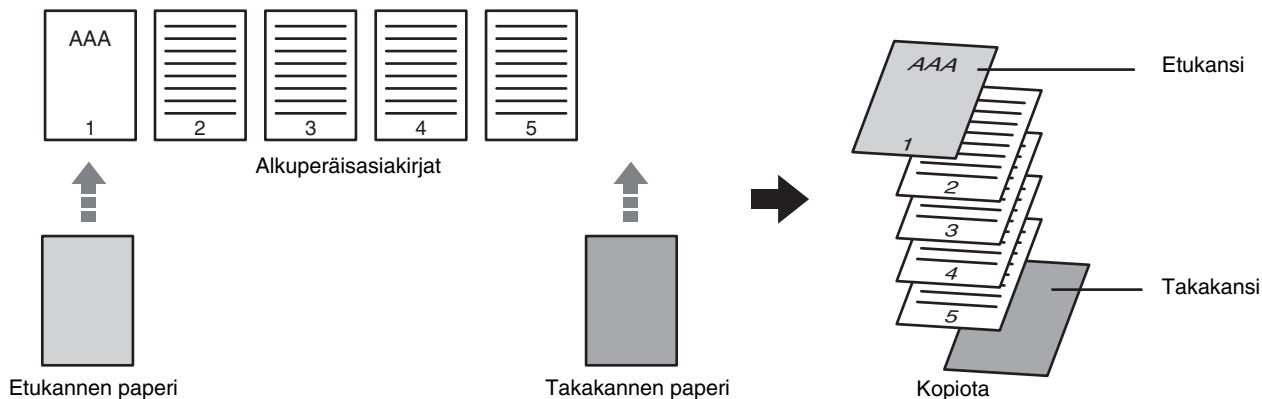 AAA
1
2
3
4
5
Alkuperäisasiakirjat
Etukannen paperi
Takakannen paperi
AAA
1
2
3
4
5
Etukansi
Takakansi
Kopiota